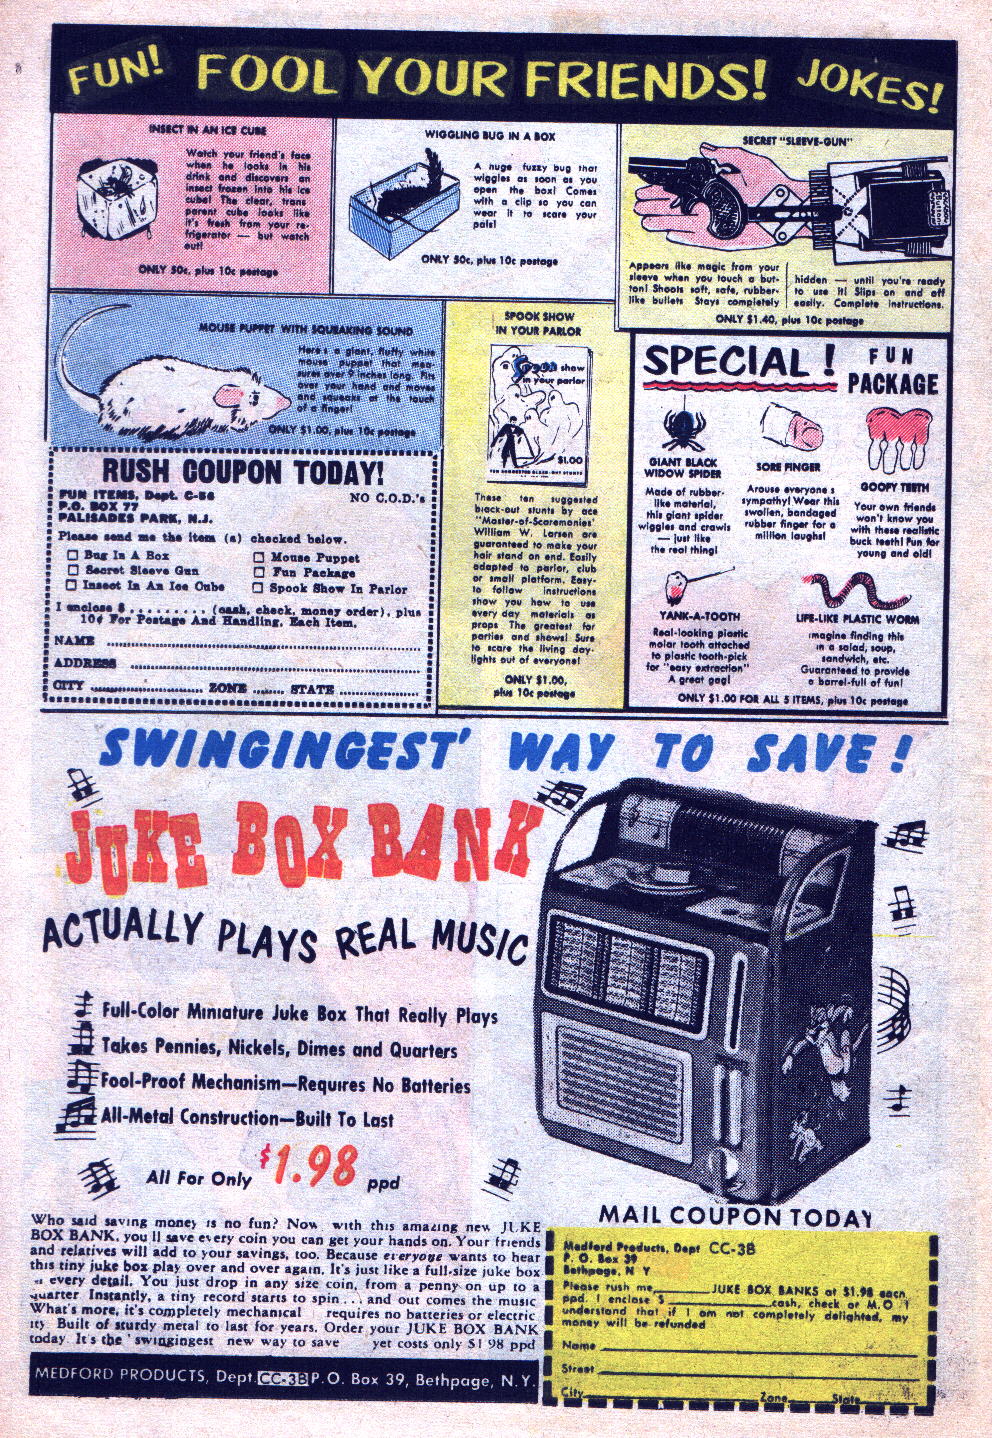 FUN! FOOL YOUR FRIENDS! JOKES!
INSECT IN AN ICE CUBE
Watch your friend's face
when he looks in his
drink and discovers an
insect frozen into his ice
cube! The clear, trans
parent cube looks like
it's fresh from your re-
frigerator — but watch
out!
ONLY 50c, plus 10c postage
WIGGLING BUG IN A BOX
A huge fuzzy bug that
wiggles as soon as you
open the box! Comes
with a clip so you can
wear it to scare your
pals!
ONLY 50c, plus 10c postage
SECRET "SLEEVE-GUN"
Appears like magic from your
sleeve when you touch a but-
ton! Shoots soft, safe, rubber-
like bullets Stays completely
hidden — until you're ready
to use it! Slips on and off
easily. Complete instructions.
ONLY $1.40, plus 10c postage
MOUSE PUPPET WITH SQUEAKING SOUND
Here's a giant, fluffy white
mouse puppet that mea-
sures over 9 inches long. Fits
over your hand and moves
and squeaks at the touch
of a finger!
ONLY $1.00, plus 10c postage
SPOOK SHOW
IN YOUR PARLOR
Spook show
in your parlor
$1.00
These ten suggested
black-out stunts by ace
"Master-of-Scaremonies"
William W. Larsen are
guaranteed to make your
hair stand on end. Easily
adapted to parlor, club
or small platform. Easy-
to follow instructions
show you how to use
every day materials as
props The greatest for
parties and shows! Sure
to scare the living day-
lights out of everyone!
ONLY $1.00,
plus 10c postage
SPECIAL! FUN
PACKAGE
GIANT BLACK
WIDOW SPIDER
Made of rubber-
like material,
this giant spider
wiggles and crawls
— just like
the real thing!
SORE FINGER
Arouse everyone s
sympathy! Wear this
swollen, bandaged
rubber finger for a
million laughs!
GOOFY TEETH
Your own friends
won't know you
with these realistic
buck teeth! Fun for
young and old!
YANK-A-TOOTH
Real-looking plastic
molar tooth attached
to plastic tooth-pick
for "easy extraction"
A great gag!
LIFE-LIKE PLASTIC WORM
imagine finding this
in a salad, soup,
sandwich, etc.
Guaranteed to provide
a barrel-full of fun!
ONLY $1.00 FOR ALL 5 ITEMS, plus 10c postage
RUSH COUPON TODAY!
FUN ITEMS, Dept. C-56 NO C.O.D.'s
P.O. BOX 77
PALISADES PARK, N.J.
Please send me the item (s) checked below.
Bug In A Box Mouse Puppet
Secret Sleeve Gun Fun Package
Insect In An Ice Cube Spook Show In Parlor
I enclose $ ......... (cash, check, money order), plus
10¢ For Postage And Handling, Each Item.
NAME
ADDRESS
CITY ZONE STATE
SWINGINGEST' WAY TO SAVE!
JUKE BOX BANK
ACTUALLY PLAYS REAL MUSIC
Full-Color Miniature Juke Box That Really Plays
Takes Pennies, Nickels, Dimes and Quarters
Fool-Proof Mechanism—Requires No Batteries
All-Metal Construction—Built To Last
All For Only $1.98 ppd
Who said saving money is no fun? Now with this amazing new JUKE
BOX BANK, you ll save every coin you can get your hands on. Your friends
and relatives will add to your savings, too. Because everyone wants to hear
this tiny juke box play over and over again. It's just like a full-size juke box
every detail. You just drop in any size coin, from a penny on up to a
quarter. Instantly, a tiny record starts to spin . . . and out comes the music
What's more, it's completely mechanical requires no batteries or electric
ity Built of sturdy metal to last for years. Order your JUKE BOX BANK
today. It's the 'swingingest new way to save yet costs only $1 98 ppd
MEDFORD PRODUCTS, Dept. CC-3B P.O. Box 39, Bethpage, N.Y.
MAIL COUPON TODAY
Medford Products, Dept CC-3B
P. O. Box 39
Bethpage, N Y
Please rush me JUKE BOX BANKS at $1.98 each
ppd. I enclose $ cash, check or M.O I
understand that if I am not completely delighted, my
money will be refunded
Name
Street
City Zone State